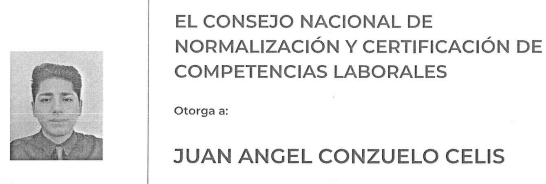 EL CONSEJO NACIONAL DE
NORMALIZACIÓN Y CERTIFICACIÓN DE
COMPETENCIAS LABORALES
Otorga a:
JUAN ANGEL CONZUELO CELIS